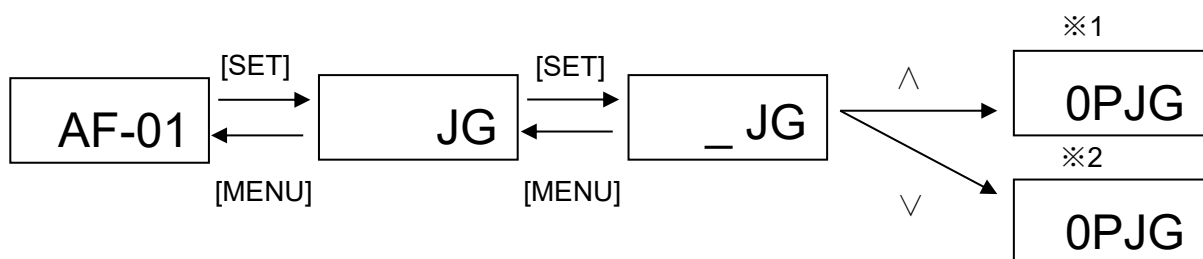 ※1
[SET]
[SET]
∧
AF-01
JG
_ JG
0PJG
[MENU]
[MENU]
※2
∨
0PJG